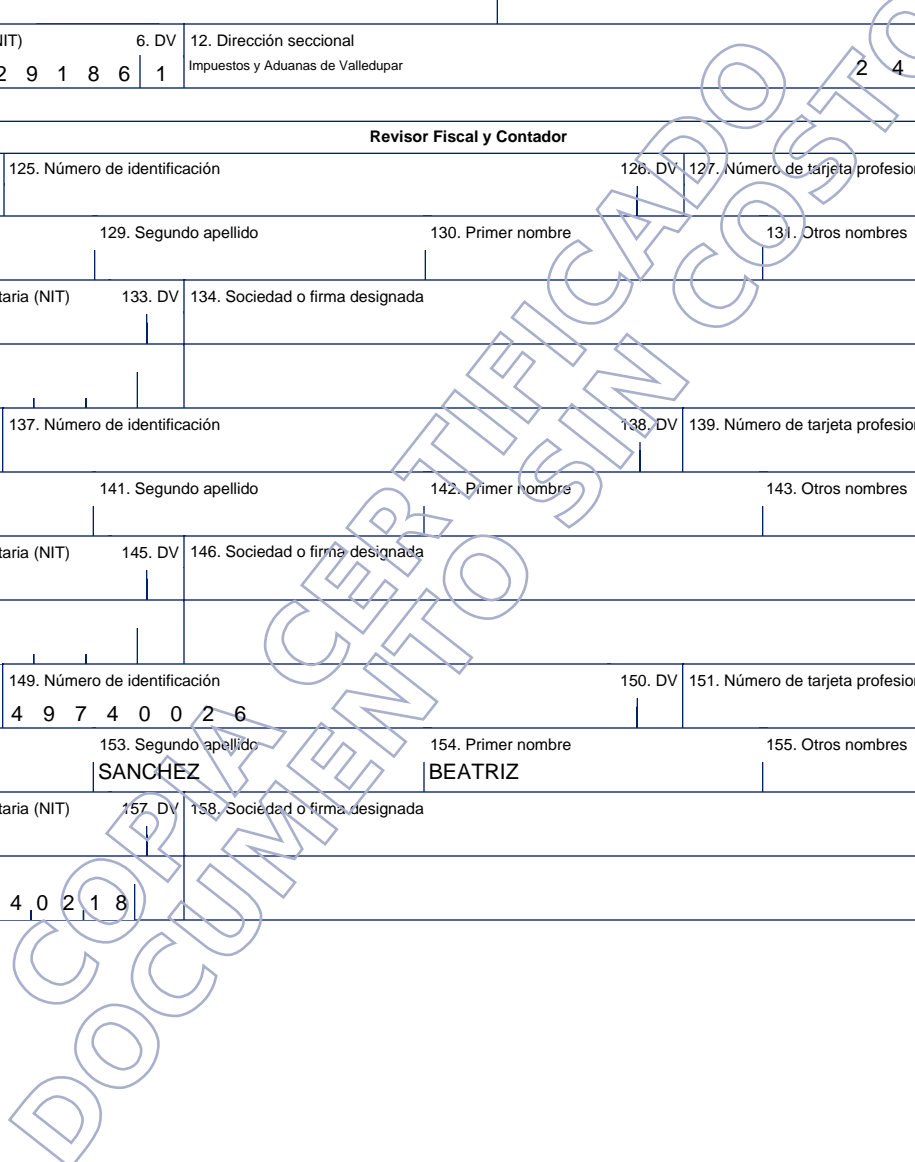 NIT) 6. DV 12. Dirección seccional
2 9 1 8 6 1 Impuestos y Aduanas de Valledupar 2 4
Revisor Fiscal y Contador
125. Número de identificación 126. DV 127. Número de tarjeta profesion
129. Segundo apellido 130. Primer nombre 131. Otros nombres
taria (NIT) 133. DV 134. Sociedad o firma designada
137. Número de identificación 138. DV 139. Número de tarjeta profesion
141. Segundo apellido 142. Primer nombre 143. Otros nombres
taria (NIT) 145. DV 146. Sociedad o firma designada
149. Número de identificación 150. DV 151. Número de tarjeta profesion
4 9 7 4 0 0 2 6
153. Segundo apellido 154. Primer nombre 155. Otros nombres
SANCHEZ BEATRIZ
taria (NIT) 157. DV 158. Sociedad o firma designada
4 0 2 1 8
COPIA CERTIFICADO
DOCUMENTO SIN COSTO